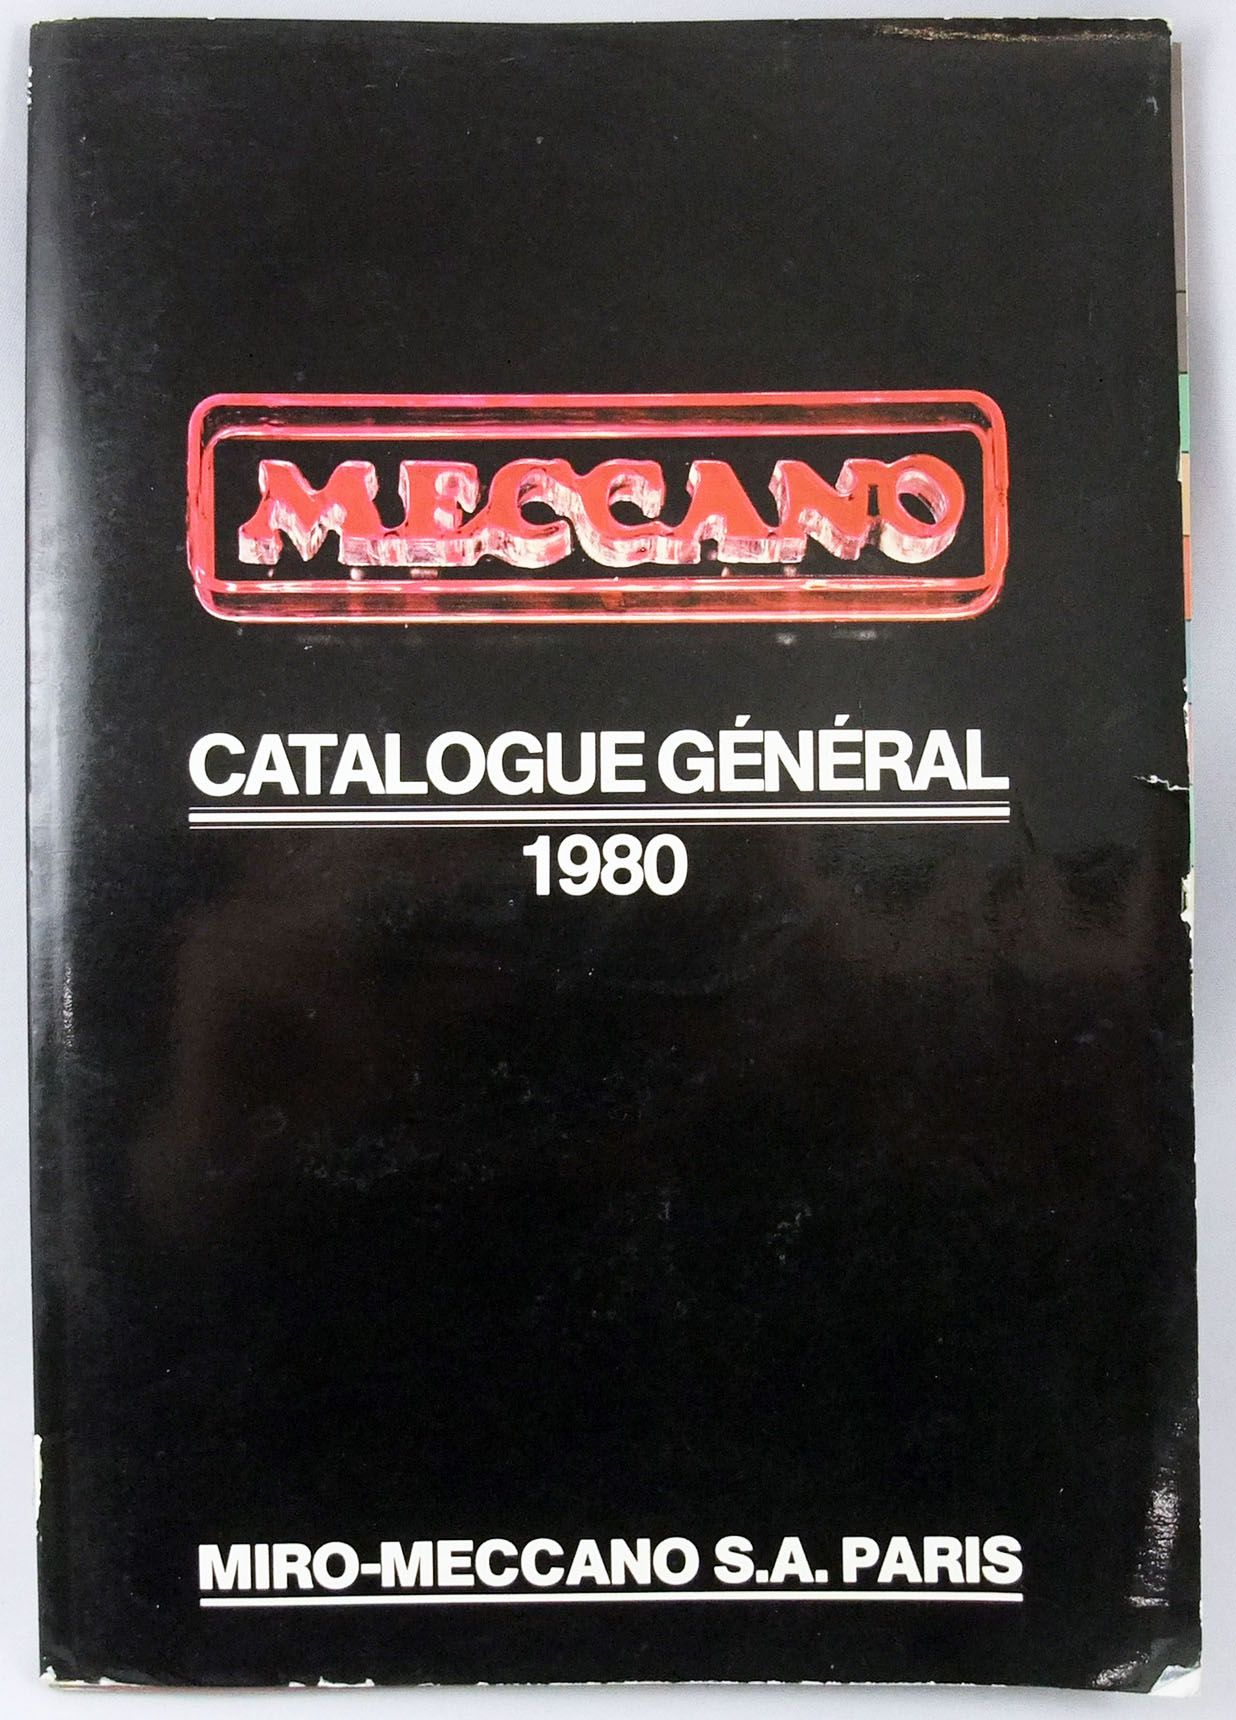 MECCANO
CATALOGUE GÉNÉRAL
1980
MIRO-MECCANO S.A. PARIS